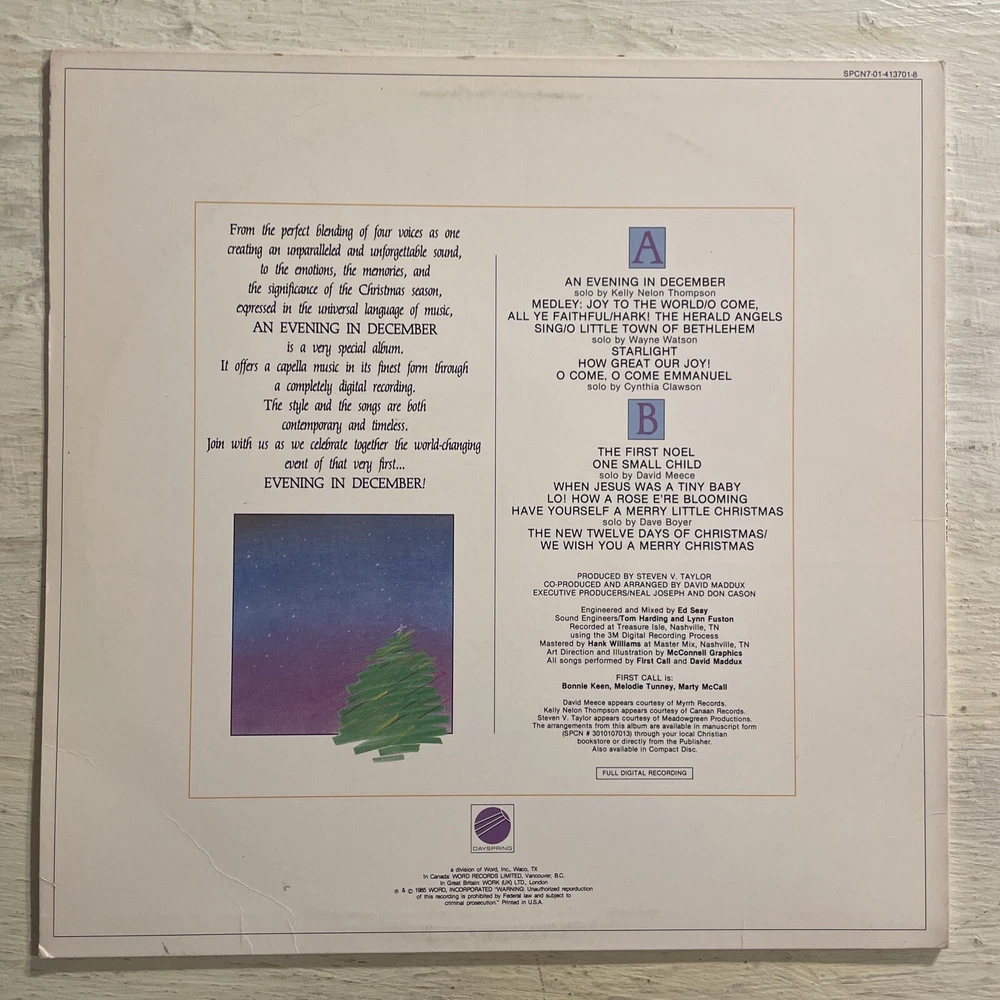 SPCN7-01-413701-8
From the perfect blending of four voices as one
creating an unparalleled and unforgettable sound,
to the emotions, the memories, and
the significance of the Christmas season,
expressed in the universal language of music,
AN EVENING IN DECEMBER
is a very special album.
It offers a capella music in its finest form through
a completely digital recording.
The style and the songs are both
contemporary and timeless.
Join with us as we celebrate together the world-changing
event of that very first...
EVENING IN DECEMBER!
A
AN EVENING IN DECEMBER
solo by Kelly Nelon Thompson
MEDLEY: JOY TO THE WORLD/O COME,
ALL YE FAITHFUL/HARK! THE HERALD ANGELS
SING/O LITTLE TOWN OF BETHLEHEM
solo by Wayne Watson
STARLIGHT
HOW GREAT OUR JOY!
O COME, O COME EMMANUEL
solo by Cynthia Clawson
B
THE FIRST NOEL
ONE SMALL CHILD
solo by David Meece
WHEN JESUS WAS A TINY BABY
LO! HOW A ROSE E'RE BLOOMING
HAVE YOURSELF A MERRY LITTLE CHRISTMAS
solo by Dave Boyer
THE NEW TWELVE DAYS OF CHRISTMAS/
WE WISH YOU A MERRY CHRISTMAS
PRODUCED BY STEVEN V. TAYLOR
CO-PRODUCED AND ARRANGED BY DAVID MADDUX
EXECUTIVE PRODUCERS/NEAL JOSEPH AND DON CASON
Engineered and Mixed by Ed Seay
Sound Engineers/Tom Harding and Lynn Fuston
Recorded at Treasure Isle, Nashville, TN
using the 3M Digital Recording Process
Mastered by Hank Williams at Master Mix, Nashville, TN
Art Direction and Illustration by McConnell Graphics
All songs performed by First Call and David Maddux
FIRST CALL is:
Bonnie Keen, Melodie Tunney, Marty McCall
David Meece appears courtesy of Myrrh Records.
Kelly Nelon Thompson appears courtesy of Canaan Records.
Steven V. Taylor appears courtesy of Meadowgreen Productions.
The arrangements from this album are available in manuscript form
(SPCN # 3010107013) through your local Christian
bookstore or directly from the Publisher.
Also available in Compact Disc.
FULL DIGITAL RECORDING
DAYSPRING
a division of Word, Inc., Waco, TX
In Canada: WORD RECORDS LIMITED, Vancouver, B.C.
In Great Britain: WORK (UK) LTD., London
℗ & © 1985 WORD, INCORPORATED "WARNING: Unauthorized reproduction
of this recording is prohibited by Federal law and subject to
criminal prosecution." Printed in U.S.A.